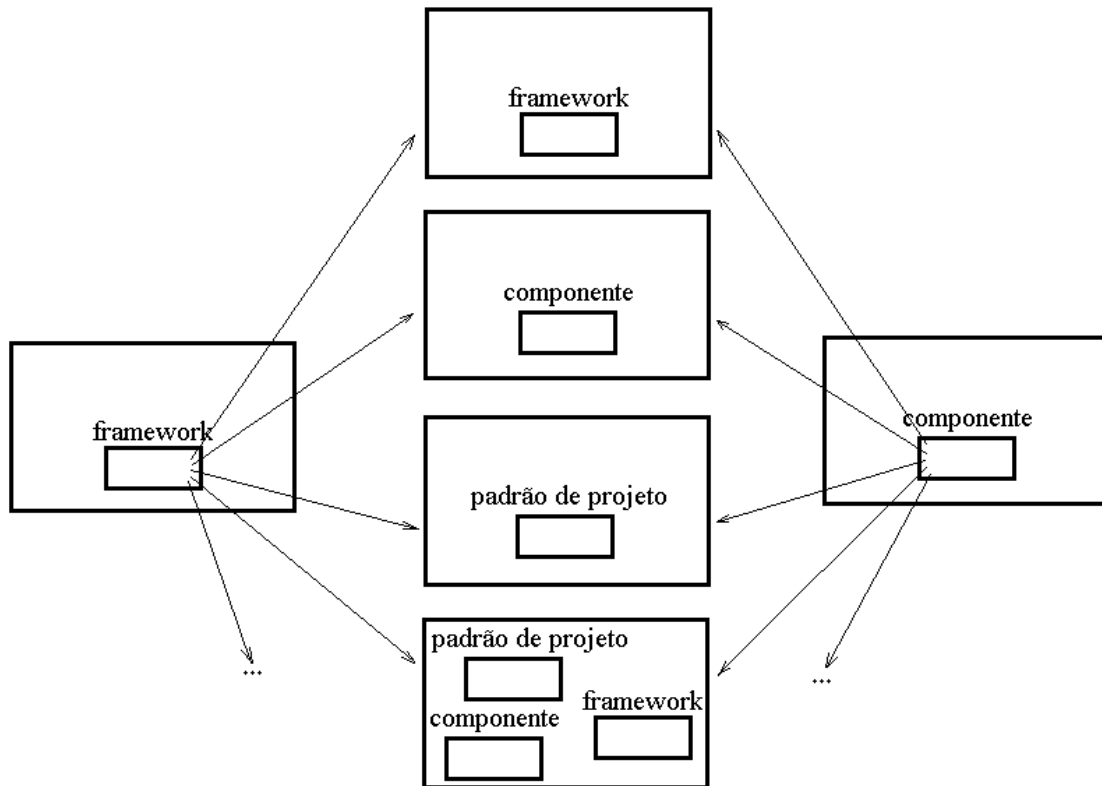 framework
componente
framework
componente
padrão de projeto
...
...
padrão de projeto
framework
componente